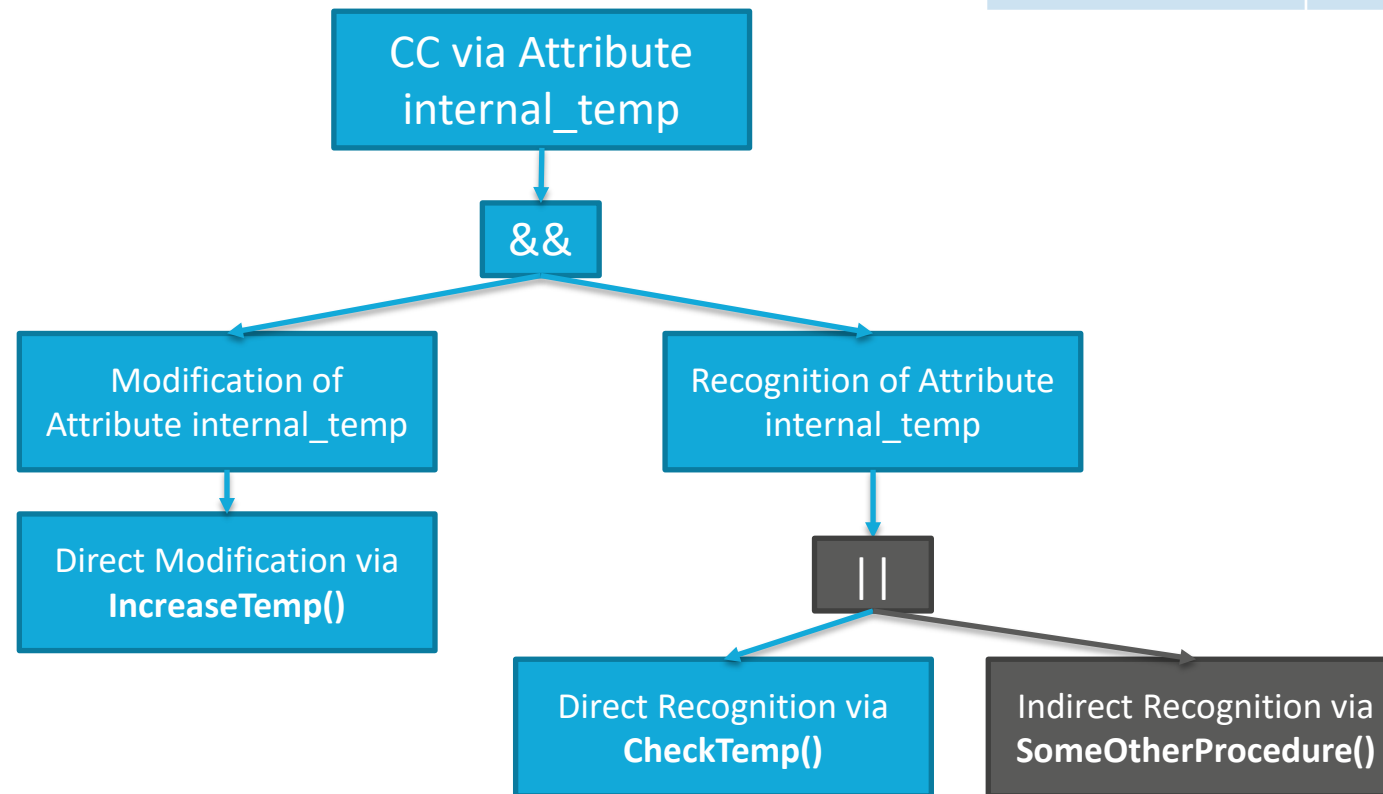 CC via Attribute
internal_temp
&&
Modification of
Attribute internal_temp
Recognition of Attribute
internal_temp
Direct Modification via
IncreaseTemp()
||
Direct Recognition via
CheckTemp()
Indirect Recognition via
SomeOtherProcedure()